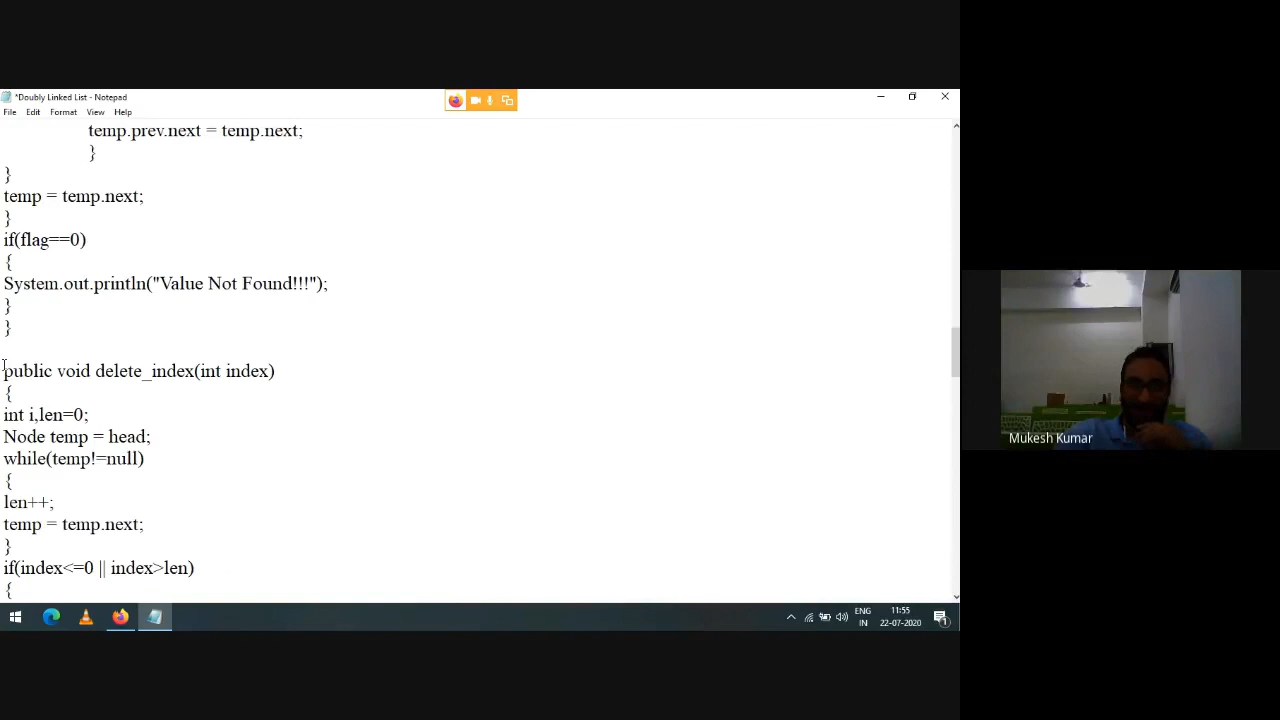 *Doubly Linked List - Notepad
File Edit Format View Help
temp.prev.next = temp.next;
}
}
temp = temp.next;
}
if(flag==0)
{
System.out.println("Value Not Found!!!");
}
}
public void delete_index(int index)
{
int i,len=0;
Node temp = head;
while(temp!=null)
{
len++;
temp = temp.next;
}
if(index<=0 || index>len)
{
Mukesh Kumar
ENG 11:55
IN 22-07-2020
1